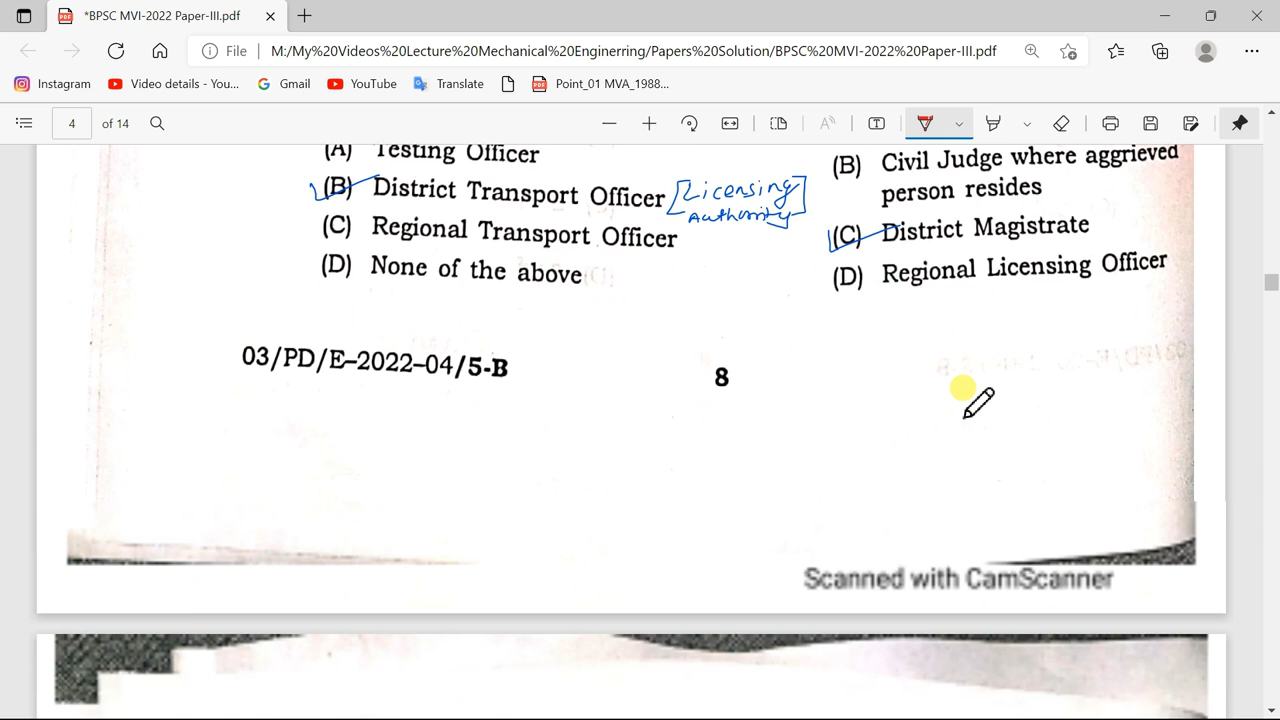 *BPSC MVI-2022 Paper-III.pdf
File
M:/My%20Videos%20Lecture%20Mechanical%20Enginerring/Papers%20Solution/BPSC%20MVI-2022%20Paper-III.pdf
Instagram
Video details - You...
Gmail
YouTube
Translate
Point_01 MVA_1988...
4 of 14
(A) Testing Officer
(B) District Transport Officer [Licensing Authority]
(C) Regional Transport Officer
(D) None of the above
(B) Civil Judge where aggrieved
person resides
(C) District Magistrate
(D) Regional Licensing Officer
03/PD/E-2022-04/5-B
8
Scanned with CamScanner